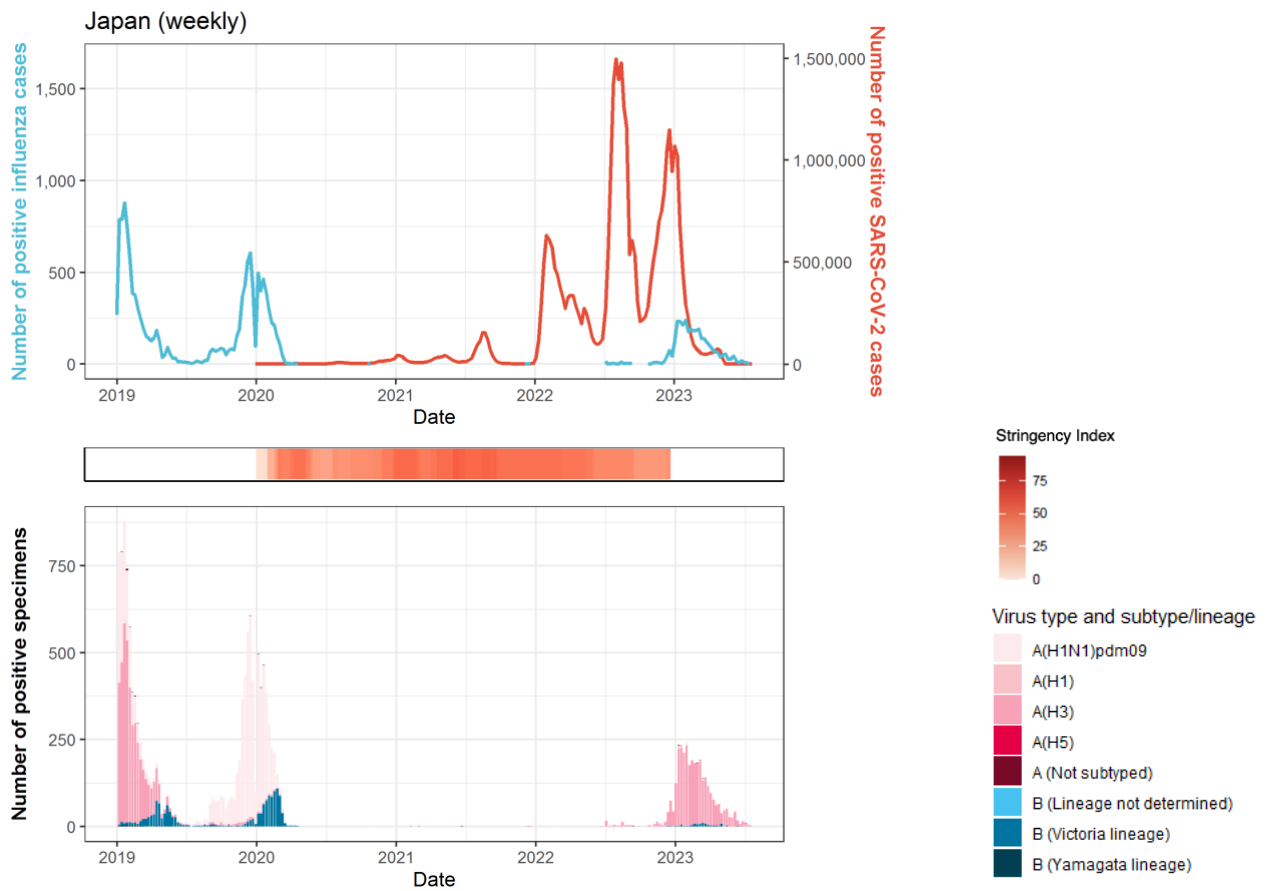 Japan (weekly)
Number of positive influenza cases
1,500
1,000
500
0
1,500,000
1,000,000
500,000
0
Number of positive SARS-CoV-2 cases
2019
2020
2021
2022
2023
Date
Stringency Index
75
50
25
0
Number of positive specimens
750
500
250
0
2019
2020
2021
2022
2023
Date
Virus type and subtype/lineage
A(H1N1)pdm09
A(H1)
A(H3)
A(H5)
A (Not subtyped)
B (Lineage not determined)
B (Victoria lineage)
B (Yamagata lineage)